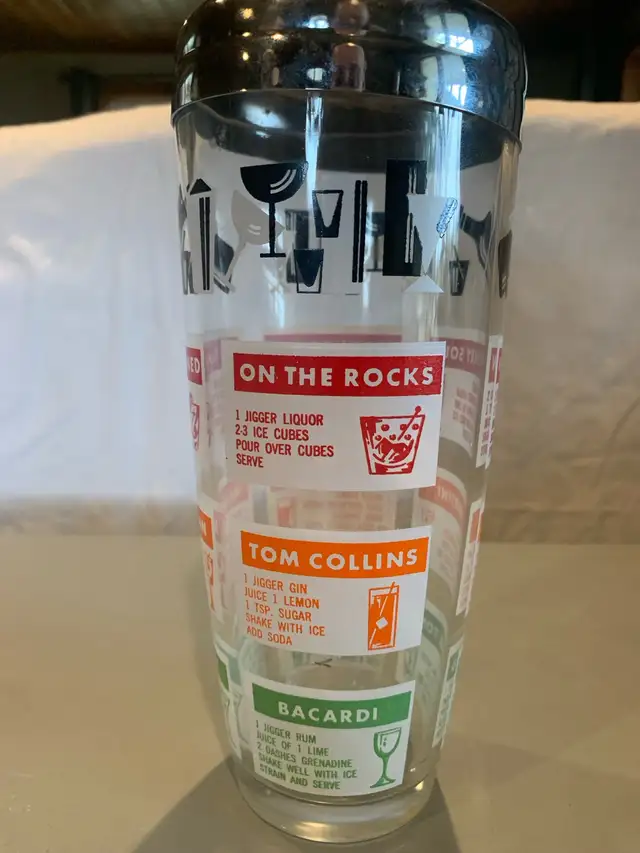 ON THE ROCKS
1 JIGGER LIQUOR
2-3 ICE CUBES
POUR OVER CUBES
SERVE
TOM COLLINS
1 JIGGER GIN
JUICE 1 LEMON
1 TSP. SUGAR
SHAKE WITH ICE
ADD SODA
BACARDI
1 JIGGER RUM
JUICE OF 1 LIME
2 DASHES GRENADINE
SHAKE WELL WITH ICE
STRAIN AND SERVE